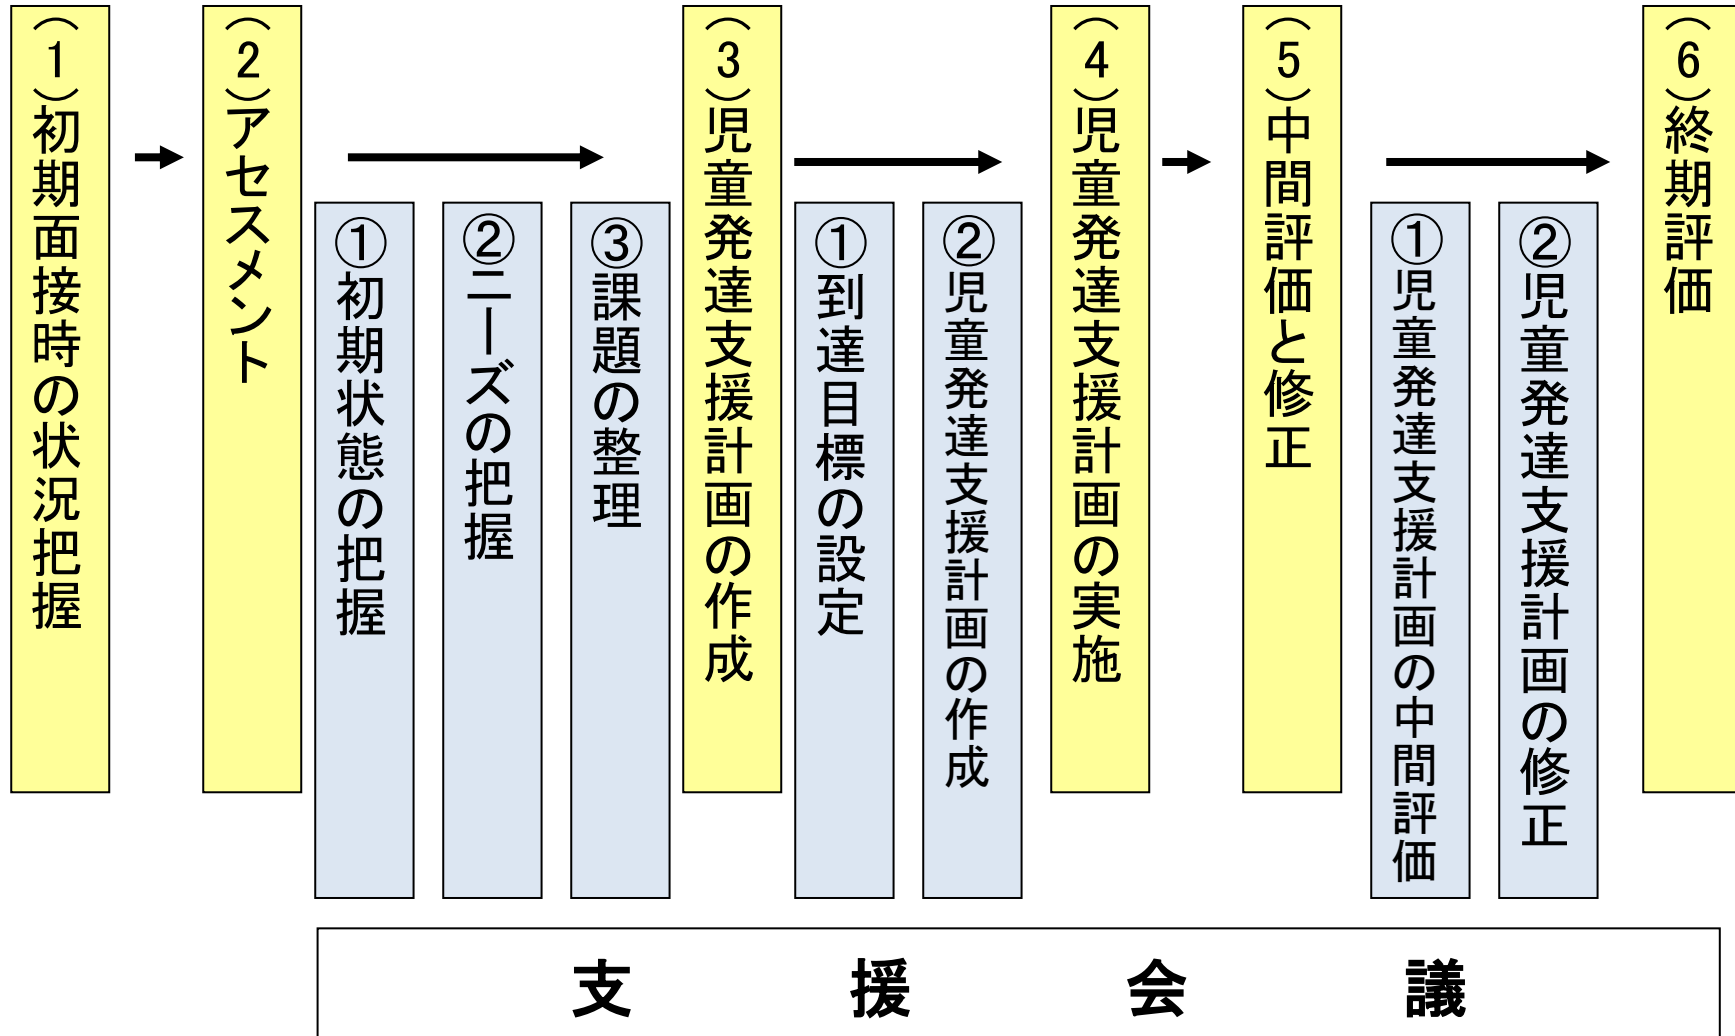 (1)初期面接時の状況把握
(2)アセスメント
①初期状態の把握
②ニーズの把握
③課題の整理
(3)児童発達支援計画の作成
①到達目標の設定
②児童発達支援計画の作成
(4)児童発達支援計画の実施
(5)中間評価と修正
①児童発達支援計画の中間評価
②児童発達支援計画の修正
(6)終期評価
支援会議